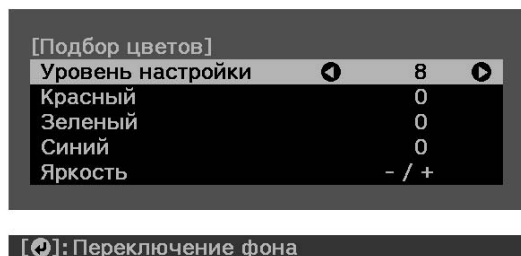 [Подбор цветов]
Уровень настройки 8
Красный 0
Зеленый 0
Синий 0
Яркость - / +
[↵]: Переключение фона